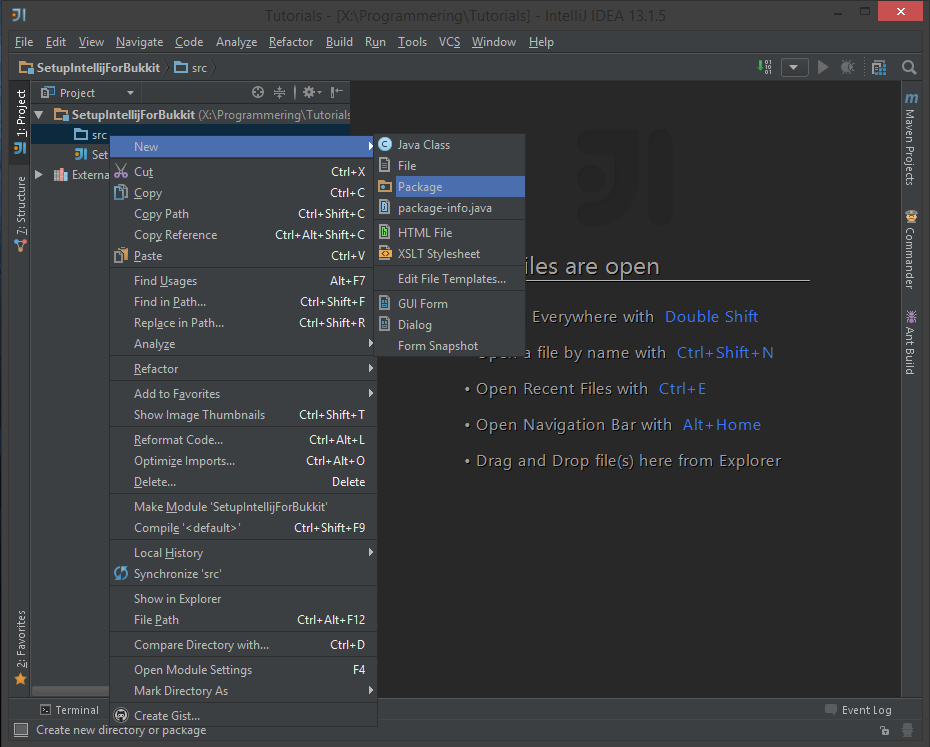 Tutorials - [X:\Programmering\Tutorials] - IntelliJ IDEA 13.1.5
File Edit View Navigate Code Analyze Refactor Build Run Tools VCS Window Help
SetupIntellijForBukkit src
Project
SetupIntellijForBukkit (X:\Programmering\Tutorials
src
Set
Externa
1: Project
7: Structure
2: Favorites
New
Cut Ctrl+X
Copy Ctrl+C
Copy Path Ctrl+Shift+C
Copy Reference Ctrl+Alt+Shift+C
Paste Ctrl+V
Find Usages Alt+F7
Find in Path... Ctrl+Shift+F
Replace in Path... Ctrl+Shift+R
Analyze
Refactor
Add to Favorites
Show Image Thumbnails Ctrl+Shift+T
Reformat Code... Ctrl+Alt+L
Optimize Imports... Ctrl+Alt+O
Delete... Delete
Make Module 'SetupIntellijForBukkit'
Compile '<default>' Ctrl+Shift+F9
Local History
Synchronize 'src'
Show in Explorer
File Path Ctrl+Alt+F12
Compare Directory with... Ctrl+D
Open Module Settings F4
Mark Directory As
Create Gist...
Java Class
File
Package
package-info.java
HTML File
XSLT Stylesheet
Edit File Templates...
GUI Form
Dialog
Form Snapshot
iles are open
Everywhere with Double Shift
a file by name with Ctrl+Shift+N
• Open Recent Files with Ctrl+E
• Open Navigation Bar with Alt+Home
• Drag and Drop file(s) here from Explorer
Maven Projects
Commander
Ant Build
Terminal
Event Log
Create new directory or package